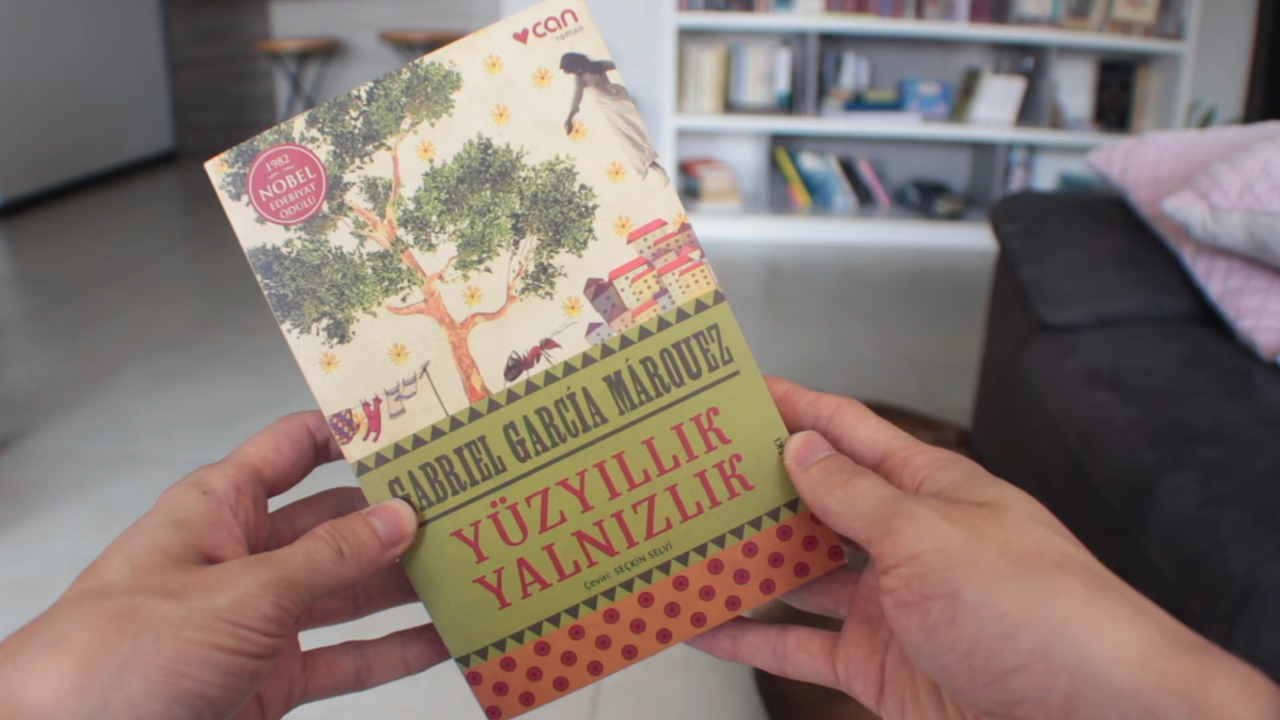 can
roman
1982
NOBEL
EDEBİYAT
ÖDÜLÜ
GABRIEL GARCÍA MÁRQUEZ
YÜZYILLIK
YALNIZLIK
Çeviri: SEÇKİN SELVİ